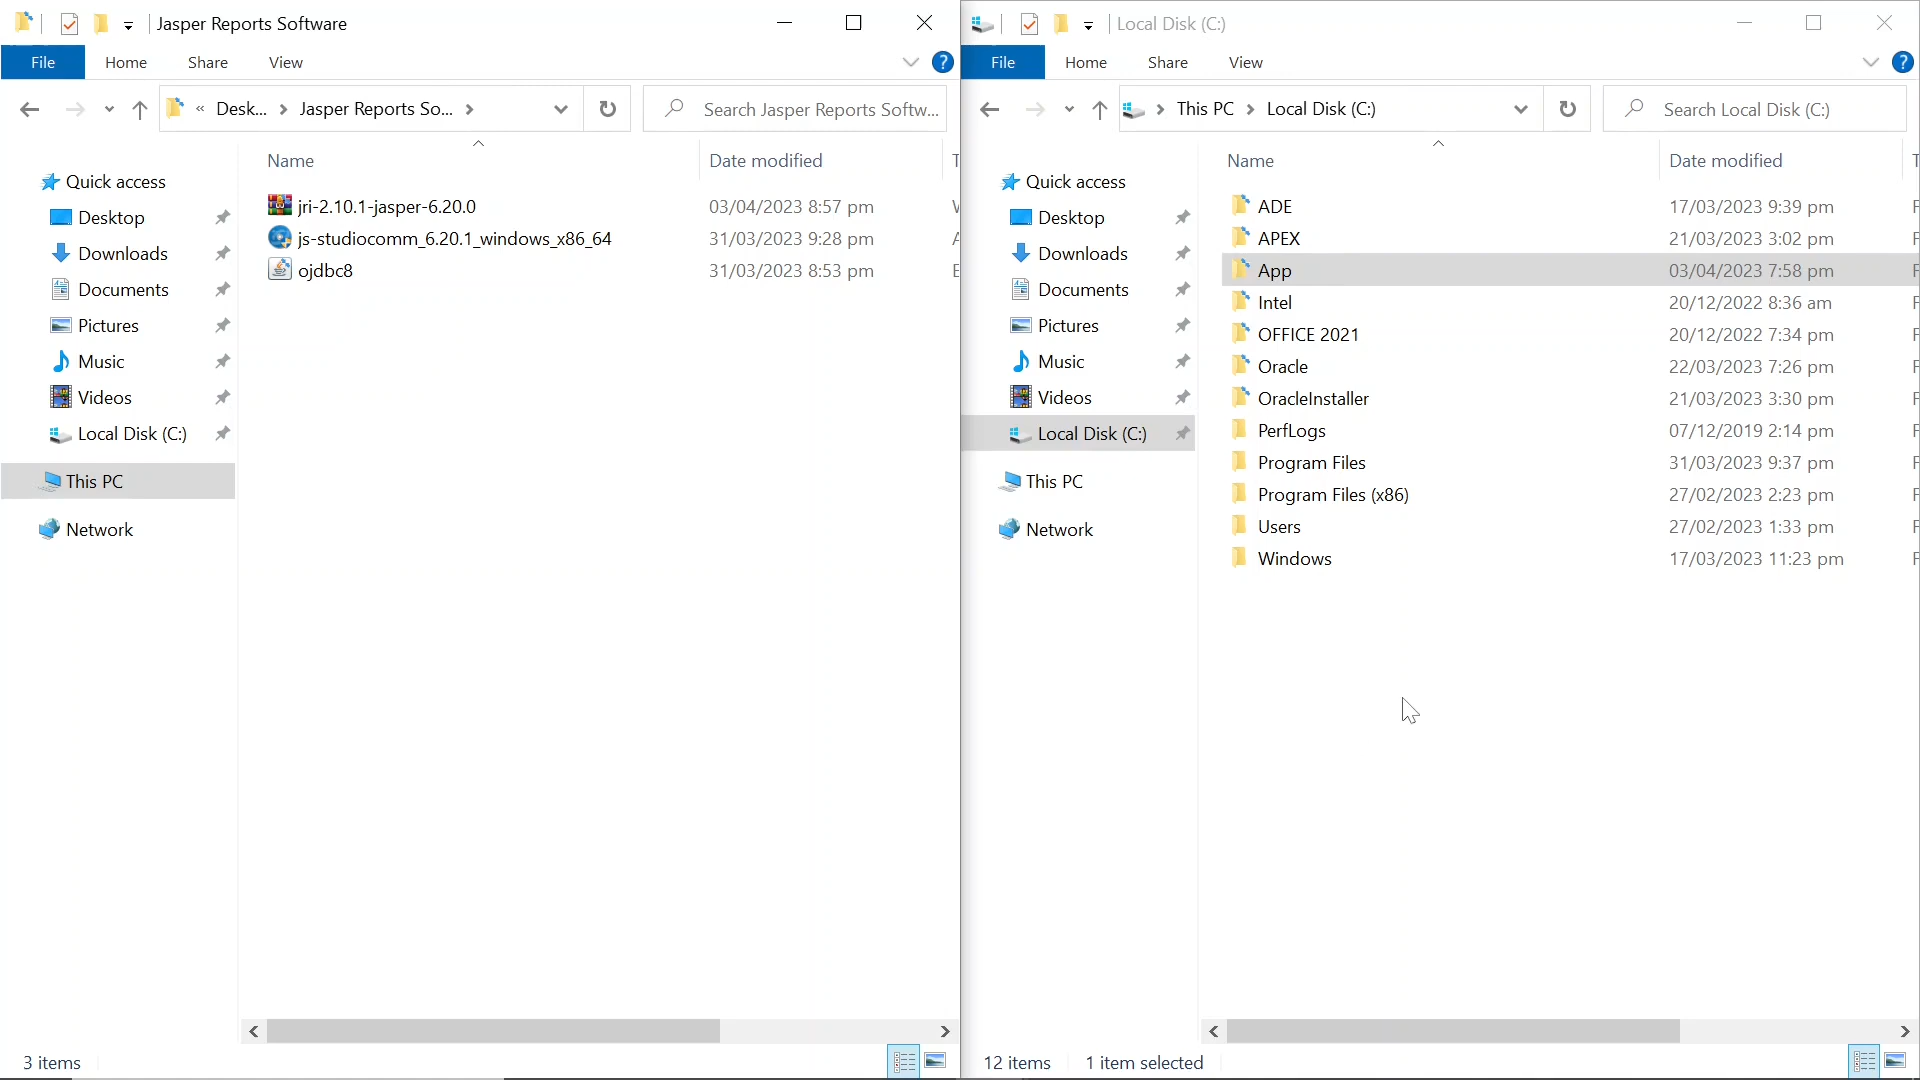 Jasper Reports Software
File Home Share View
« Desk... Jasper Reports So...
Search Jasper Reports Softw...
Name Date modified
Quick access
Desktop
Downloads
Documents
Pictures
Music
Videos
Local Disk (C:)
This PC
Network
jri-2.10.1-jasper-6.20.0 03/04/2023 8:57 pm
js-studiocomm_6.20.1_windows_x86_64 31/03/2023 9:28 pm
ojdbc8 31/03/2023 8:53 pm
3 items
Local Disk (C:)
File Home Share View
This PC Local Disk (C:)
Search Local Disk (C:)
Name Date modified
Quick access
Desktop
Downloads
Documents
Pictures
Music
Videos
Local Disk (C:)
This PC
Network
ADE 17/03/2023 9:39 pm
APEX 21/03/2023 3:02 pm
App 03/04/2023 7:58 pm
Intel 20/12/2022 8:36 am
OFFICE 2021 20/12/2022 7:34 pm
Oracle 22/03/2023 7:26 pm
OracleInstaller 21/03/2023 3:30 pm
PerfLogs 07/12/2019 2:14 pm
Program Files 31/03/2023 9:37 pm
Program Files (x86) 27/02/2023 2:23 pm
Users 27/02/2023 1:33 pm
Windows 17/03/2023 11:23 pm
12 items 1 item selected